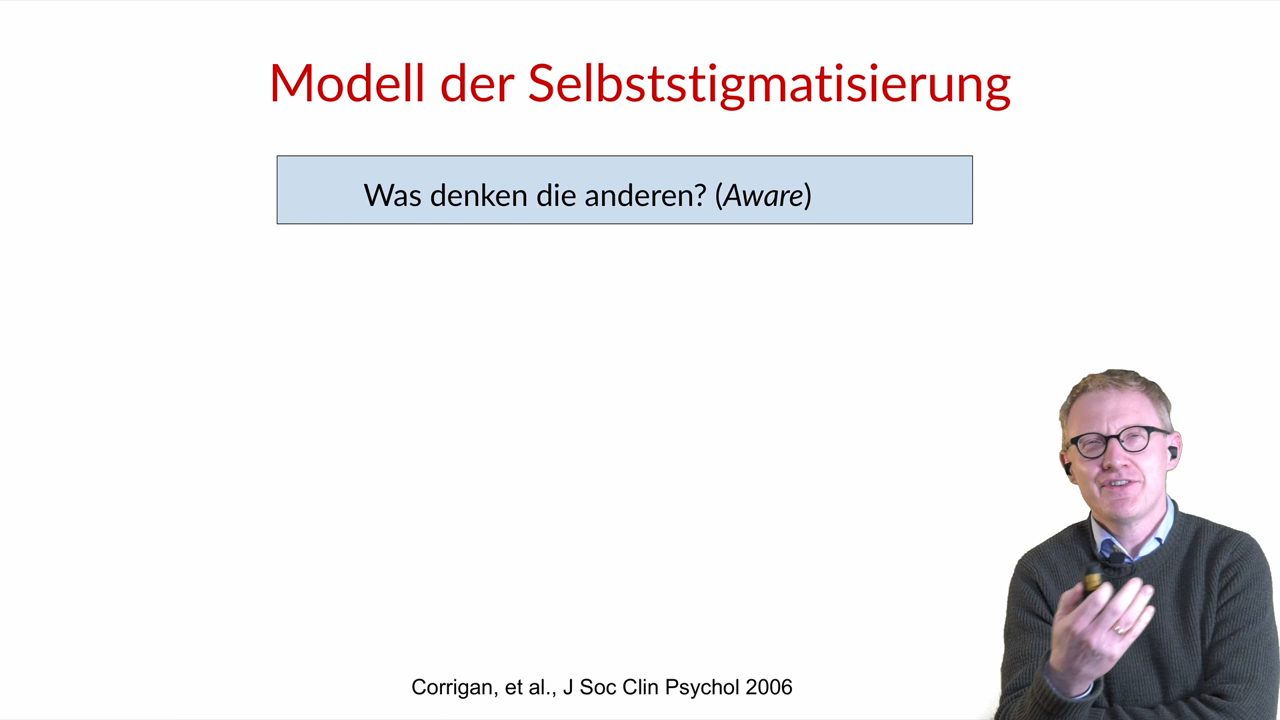 Modell der Selbststigmatisierung
Was denken die anderen? (Aware)
Corrigan, et al., J Soc Clin Psychol 2006